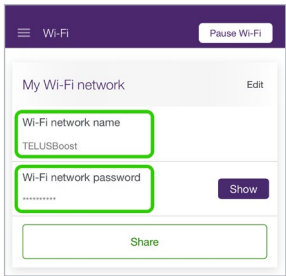 Wi-Fi
Pause Wi-Fi
My Wi-Fi network
Edit
Wi-Fi network name
TELUSBoost
Wi-Fi network password
**********
Show
Share